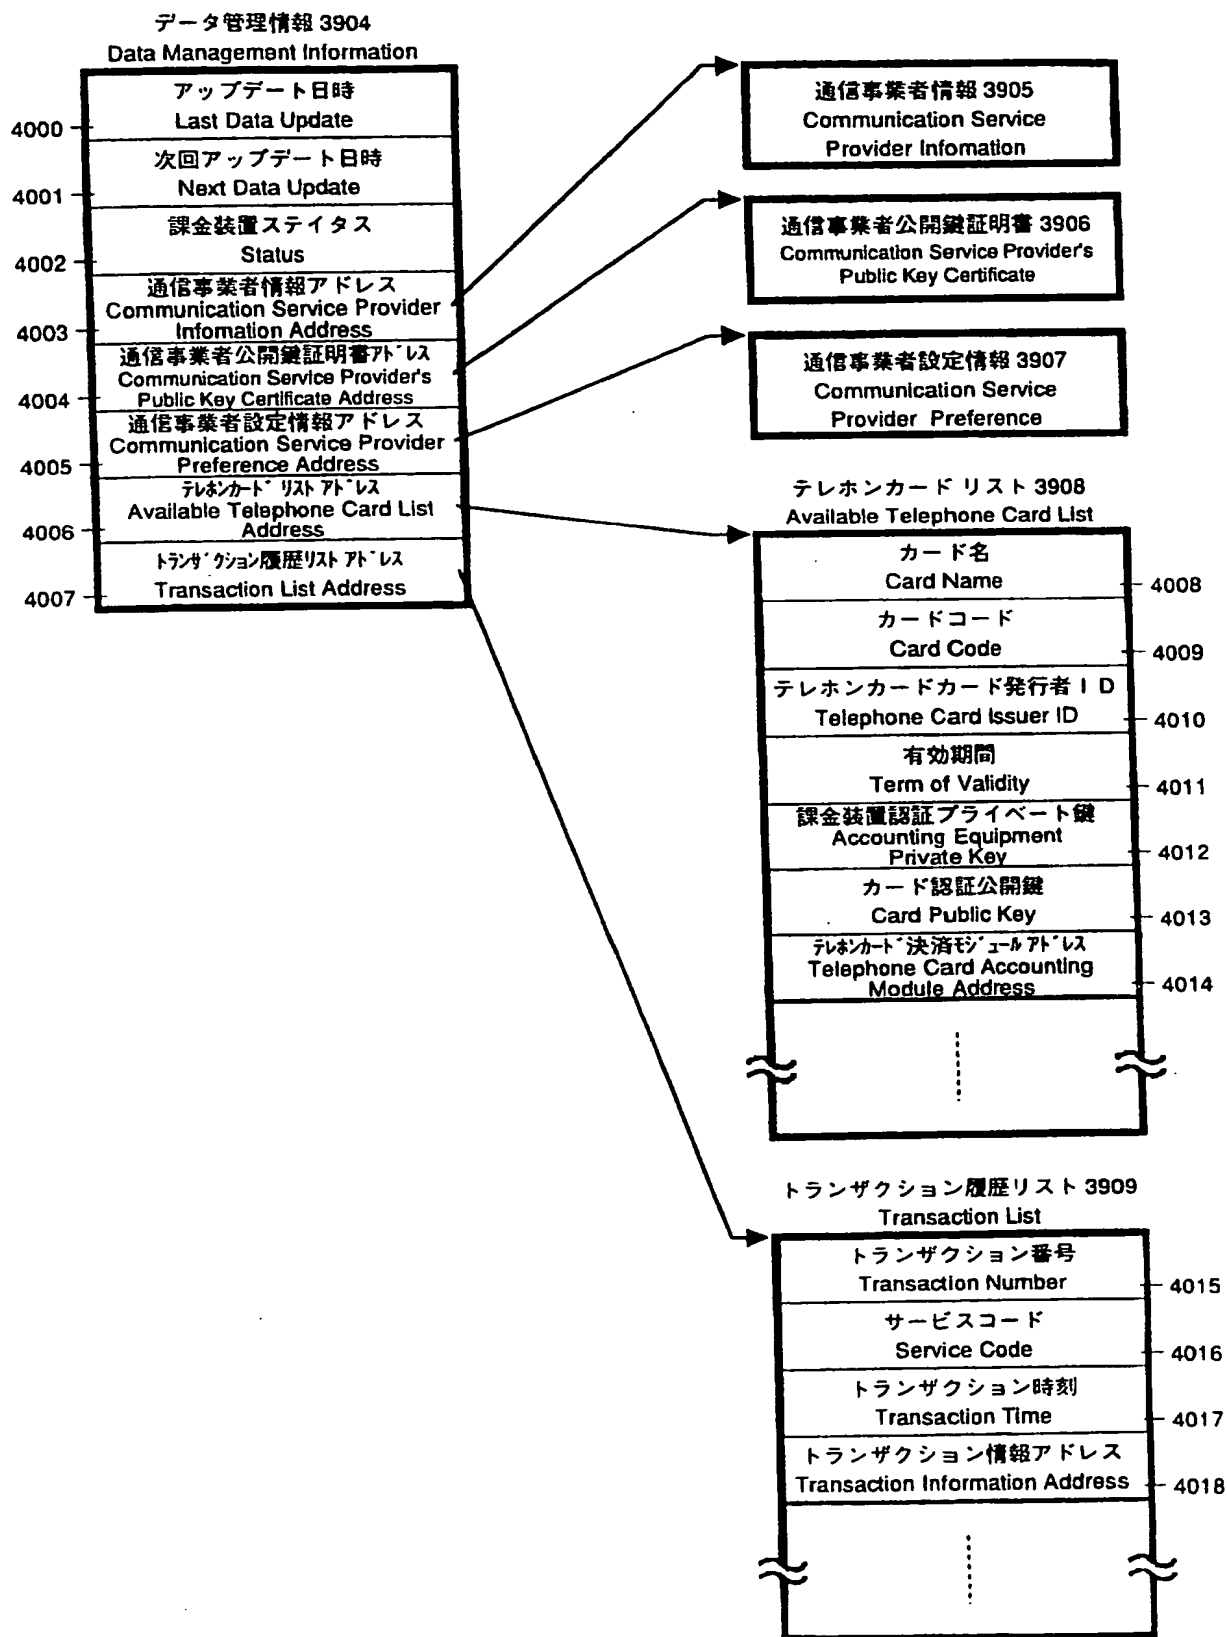 データ管理情報 3904
Data Management Information
アップデート日時
Last Data Update
4000
次回アップデート日時
Next Data Update
4001
課金装置ステイタス
Status
4002
通信事業者情報アドレス
Communication Service Provider
Infomation Address
4003
通信事業者公開鍵証明書アドレス
Communication Service Provider's
Public Key Certificate Address
4004
通信事業者設定情報アドレス
Communication Service Provider
Preference Address
4005
テレホンカード リスト アドレス
Available Telephone Card List
Address
4006
トランザクション履歴リスト アドレス
Transaction List Address
4007
通信事業者情報 3905
Communication Service
Provider Infomation
通信事業者公開鍵証明書 3906
Communication Service Provider's
Public Key Certificate
通信事業者設定情報 3907
Communication Service
Provider Preference
テレホンカード リスト 3908
Available Telephone Card List
カード名
Card Name
4008
カードコード
Card Code
4009
テレホンカードカード発行者ID
Telephone Card Issuer ID
4010
有効期間
Term of Validity
4011
課金装置認証プライベート鍵
Accounting Equipment
Private Key
4012
カード認証公開鍵
Card Public Key
4013
テレホンカード決済モジュール アドレス
Telephone Card Accounting
Module Address
4014
トランザクション履歴リスト 3909
Transaction List
トランザクション番号
Transaction Number
4015
サービスコード
Service Code
4016
トランザクション時刻
Transaction Time
4017
トランザクション情報アドレス
Transaction Information Address
4018